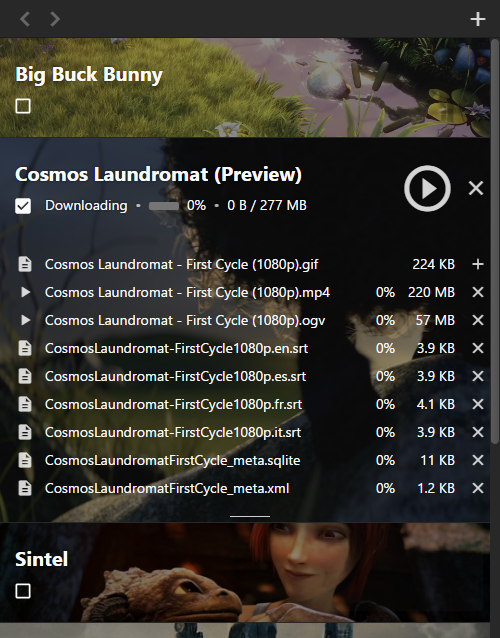 Big Buck Bunny
Cosmos Laundromat (Preview)
Downloading • 0% • 0 B / 277 MB
Cosmos Laundromat - First Cycle (1080p).gif 224 KB
Cosmos Laundromat - First Cycle (1080p).mp4 0% 220 MB
Cosmos Laundromat - First Cycle (1080p).ogv 0% 57 MB
CosmosLaundromat-FirstCycle1080p.en.srt 0% 3.9 KB
CosmosLaundromat-FirstCycle1080p.es.srt 0% 3.9 KB
CosmosLaundromat-FirstCycle1080p.fr.srt 0% 4.1 KB
CosmosLaundromat-FirstCycle1080p.it.srt 0% 3.9 KB
CosmosLaundromatFirstCycle_meta.sqlite 0% 11 KB
CosmosLaundromatFirstCycle_meta.xml 0% 1.2 KB
Sintel